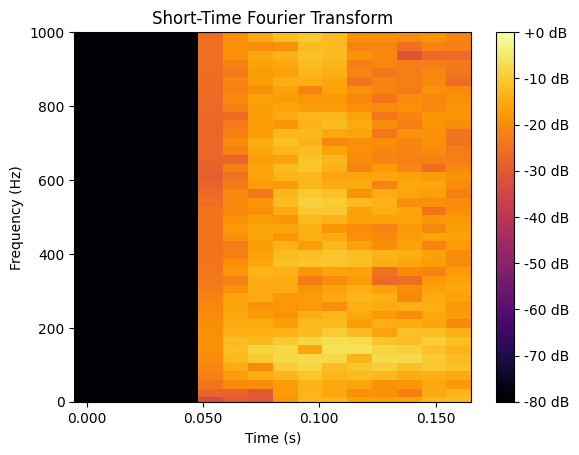 Short-Time Fourier Transform
1000
800
600
400
200
0
Frequency (Hz)
0.000
0.050
0.100
0.150
Time (s)
+0 dB
-10 dB
-20 dB
-30 dB
-40 dB
-50 dB
-60 dB
-70 dB
-80 dB